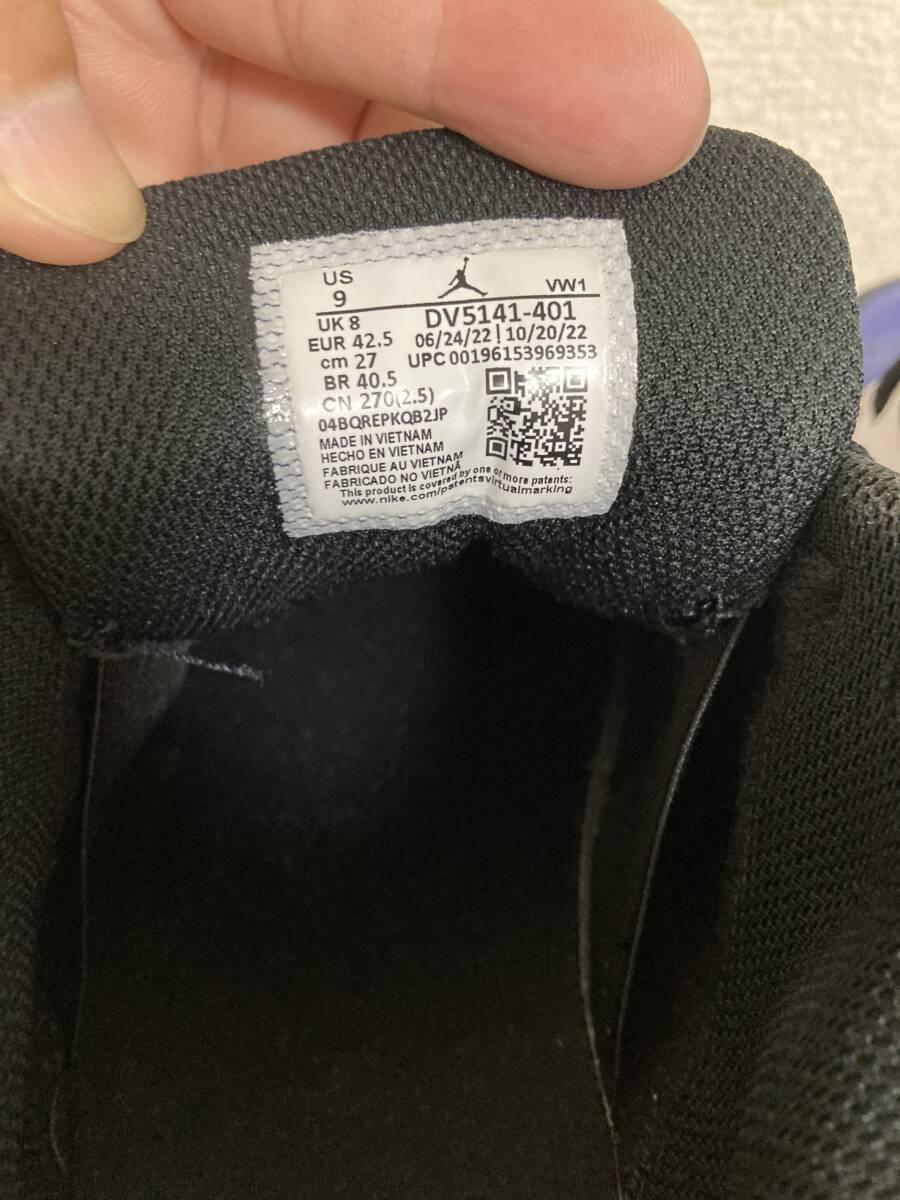 US
9
VW1
UK 8
DV5141-401
EUR 42.5
06/24/22 | 10/20/22
cm 27
UPC 00196153969353
BR 40.5
CN 270(2.5)
04BQREPKQB2JP
MADE IN VIETNAM
HECHO EN VIETNAM
FABRIQUE AU VIETNAM
FABRICADO NO VIETNÃ
This product is covered by one or more patents:
www.nike.com/patentsvirtualmarking